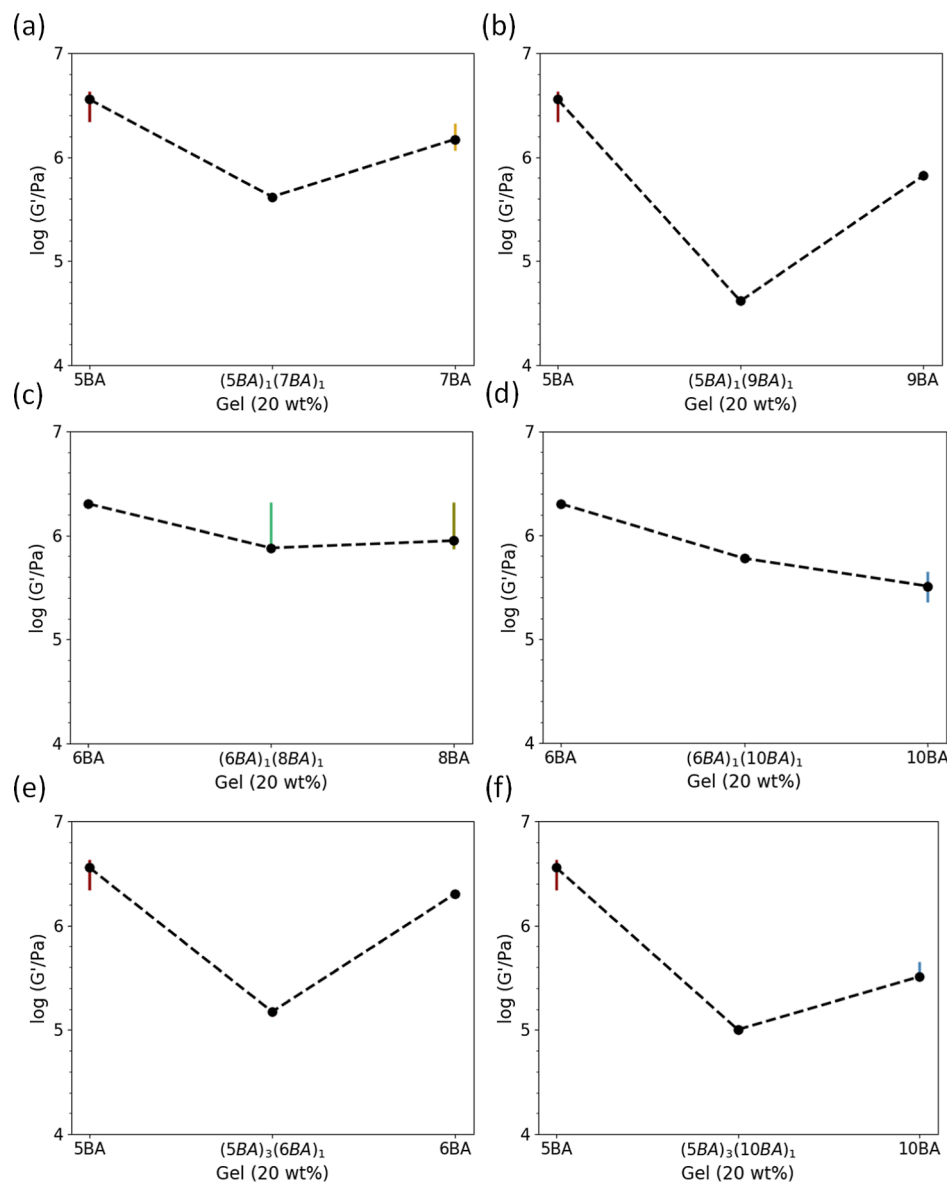 (a)
7
6
5
4
log (G'/Pa)
5BA
(5BA)₁(7BA)₁
7BA
Gel (20 wt%)
(b)
7
6
5
4
log (G'/Pa)
5BA
(5BA)₁(9BA)₁
9BA
Gel (20 wt%)
(c)
7
6
5
4
log (G'/Pa)
6BA
(6BA)₁(8BA)₁
8BA
Gel (20 wt%)
(d)
7
6
5
4
log (G'/Pa)
6BA
(6BA)₁(10BA)₁
10BA
Gel (20 wt%)
(e)
7
6
5
4
log (G'/Pa)
5BA
(5BA)₃(6BA)₁
6BA
Gel (20 wt%)
(f)
7
6
5
4
log (G'/Pa)
5BA
(5BA)₃(10BA)₁
10BA
Gel (20 wt%)